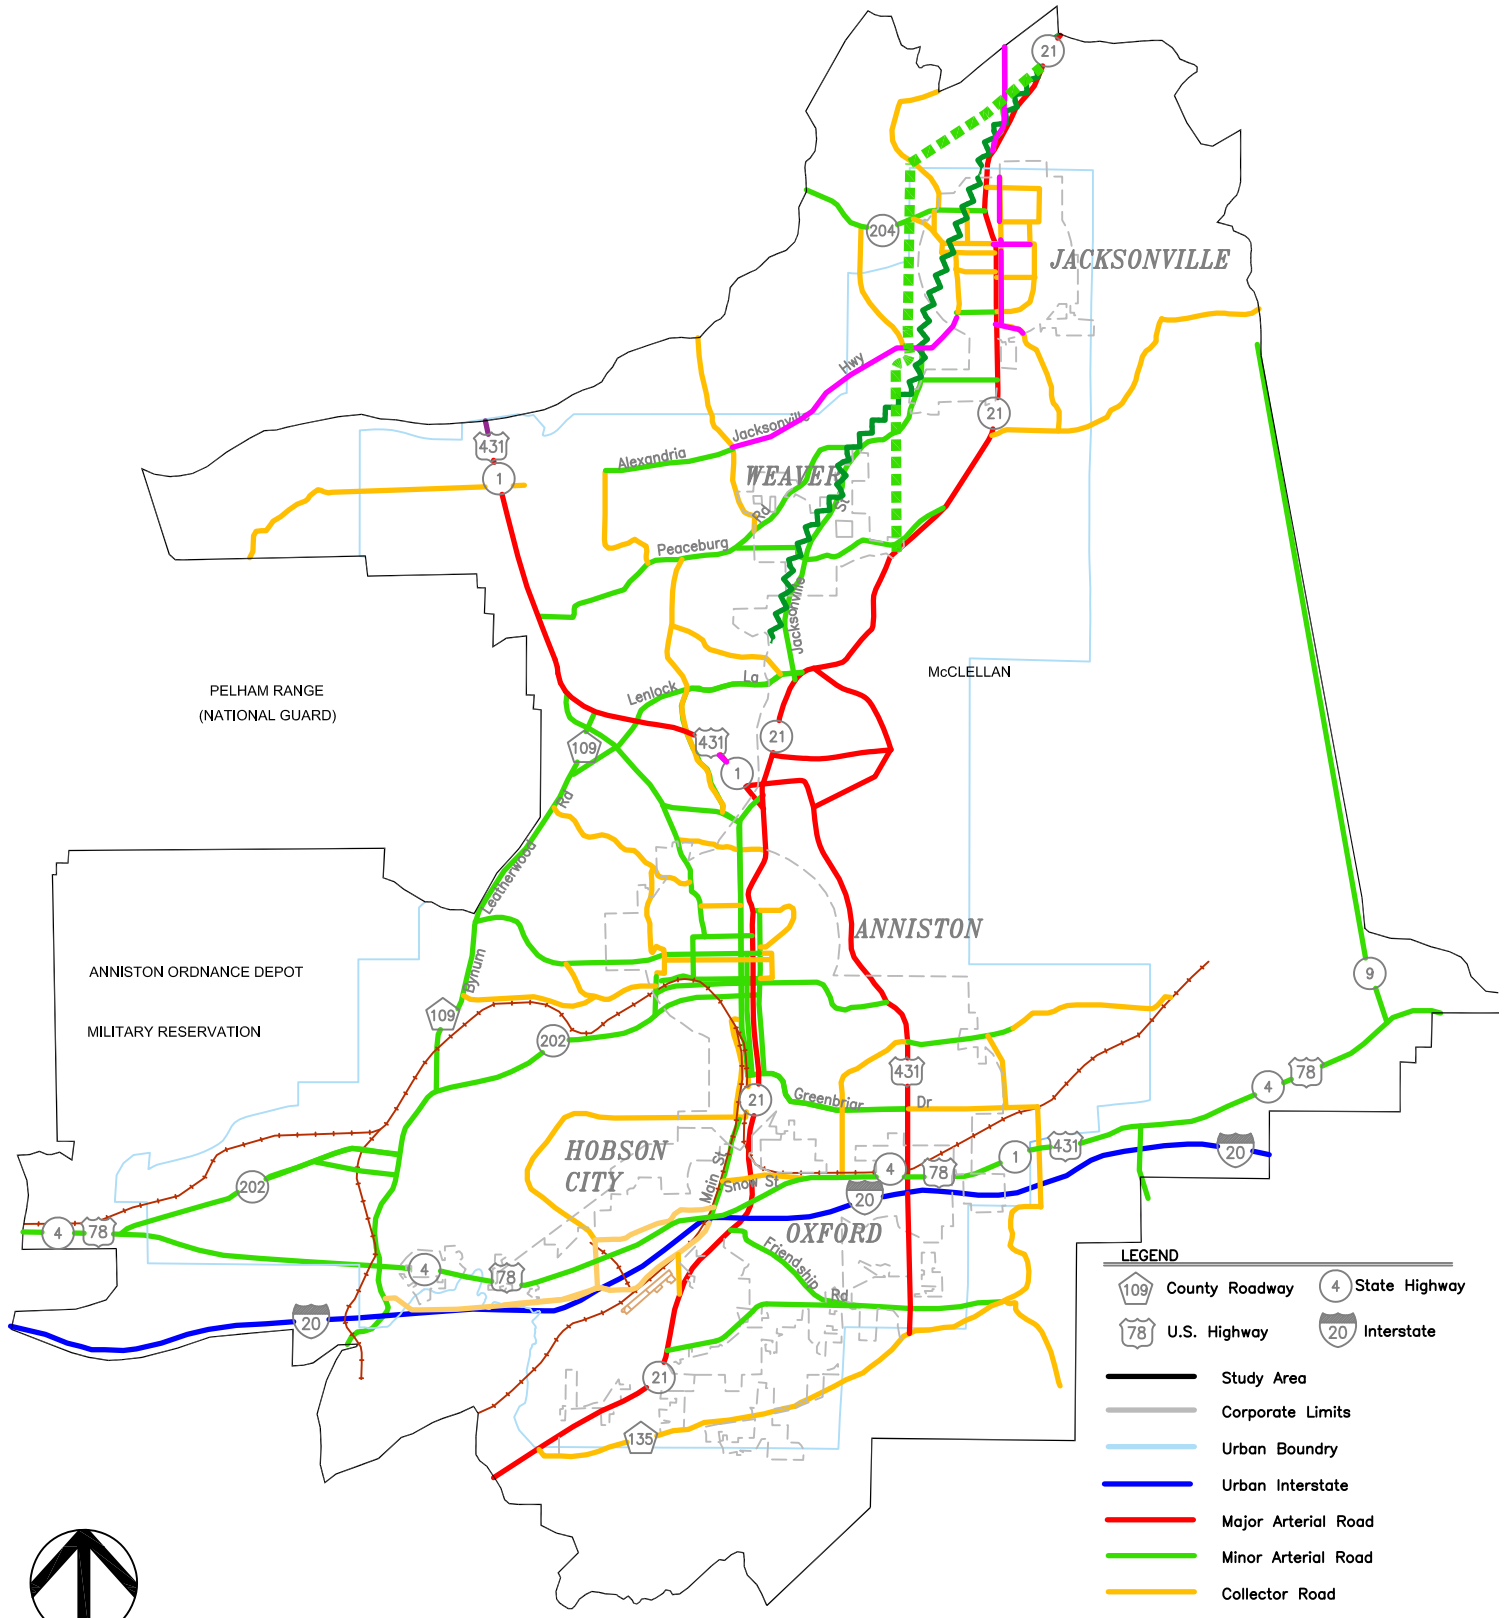 21
204
JACKSONVILLE
Hwy
Jacksonville
21
431
Alexandria
1
WEAVER
St
Rd
Peaceburg
Jacksonville
McCLELLAN
PELHAM RANGE
(NATIONAL GUARD)
Lenlock
La
109
431
21
1
Rd
Leatherwood
ANNISTON
ANNISTON ORDNANCE DEPOT
Bynum
9
109
MILITARY RESERVATION
202
431
78
4
21
Greenbriar
Dr
HOBSON
CITY
Main St
Snow St
4
78
1
431
20
202
20
4
78
OXFORD
Friendship
Rd
4
78
20
21
135
LEGEND
109
County Roadway
4
State Highway
78
U.S. Highway
20
Interstate
Study Area
Corporate Limits
Urban Boundry
Urban Interstate
Major Arterial Road
Minor Arterial Road
Collector Road